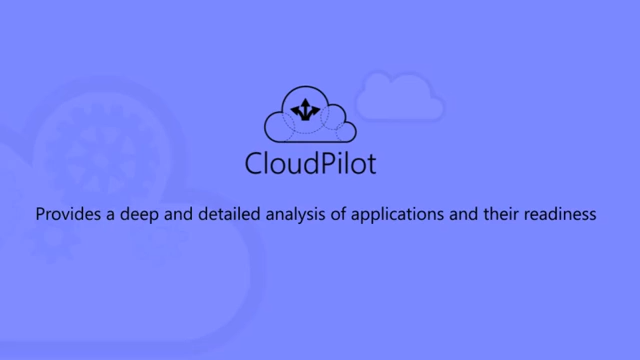 CloudPilot
Provides a deep and detailed analysis of applications and their readiness